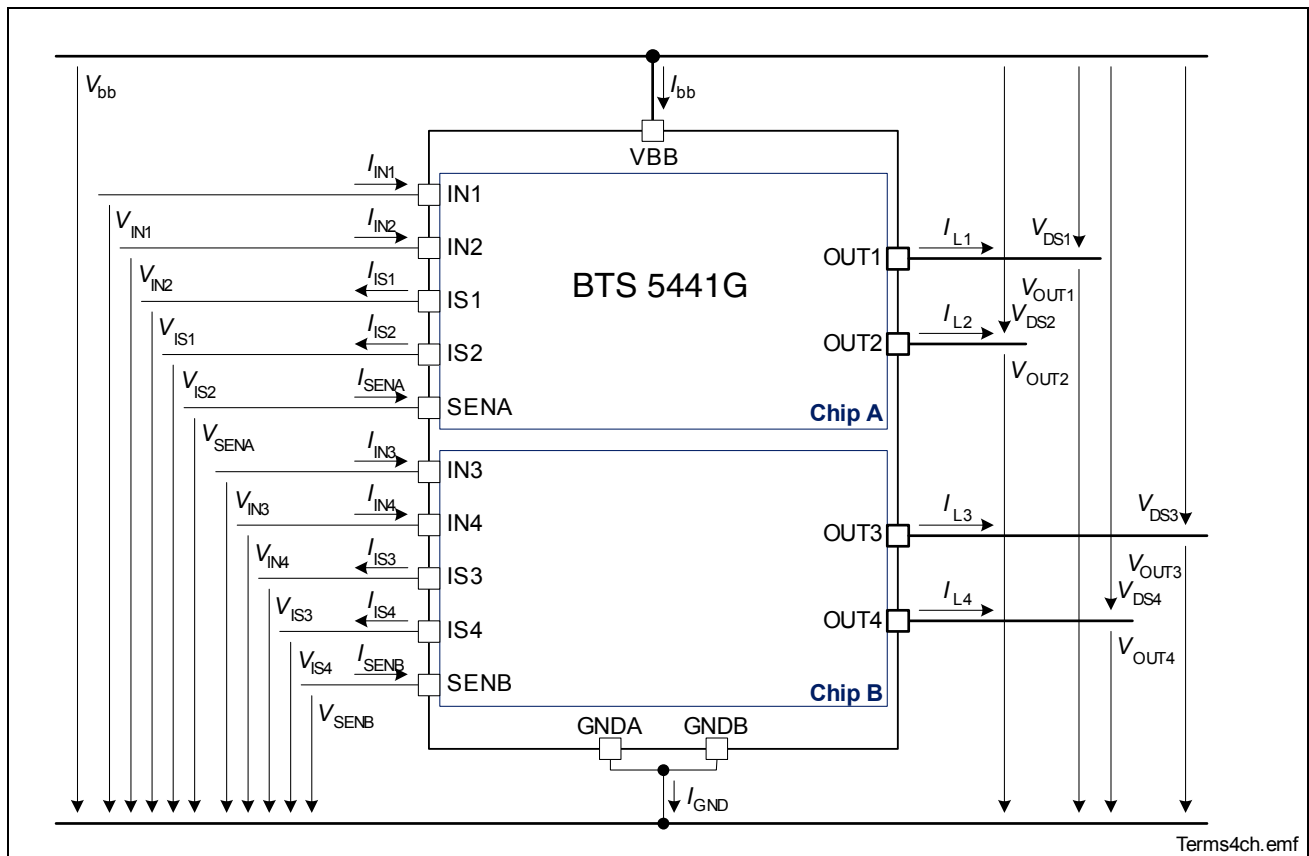 Vbb
Ibb
VBB
IIN1
IN1
VIN1
IIN2
IN2
VIN2
IIS1
IS1
VIS1
IIS2
IS2
VIS2
ISENA
SENA
VSENA
BTS 5441G
Chip A
OUT1
IL1
VDS1
VOUT1
OUT2
IL2
VDS2
VOUT2
IIN3
IN3
VIN3
IIN4
IN4
VIN4
IIS3
IS3
VIS3
IIS4
IS4
VIS4
ISENB
SENB
VSENB
Chip B
OUT3
IL3
VDS3
VOUT3
OUT4
IL4
VDS4
VOUT4
GNDA
GNDB
IGND
Terms4ch.emf